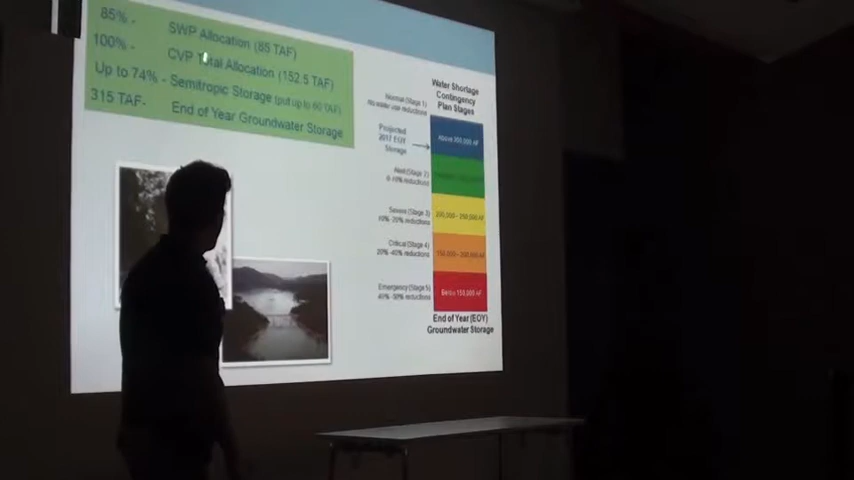 85% - SWP Allocation (85 TAF)
100% - CVP Total Allocation (152.5 TAF)
Up to 74% - Semitropic Storage (put up to 60 TAF)
315 TAF- End of Year Groundwater Storage
Water Shortage
Contingency
Plan Stages
Normal (Stage 1)
No water use reductions
Projected
2017 EOY
Storage
Above 300,000 AF
Alert (Stage 2)
Severe (Stage 3)
10%- 20% reductions
200,000 – 250,000 AF
Critical (Stage 4)
20% -40% reductions
150,000 – 200,000 AF
Emergency (Stage 5)
Below 150,000 AF
End of Year (EOY)
Groundwater Storage